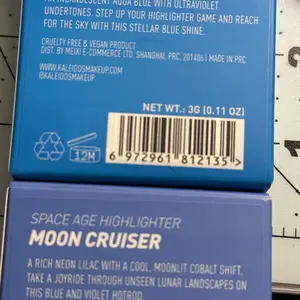 INCANDESCENT AQUA BLUE WITH ULTRAVIOLET
UNDERTONES. STEP UP YOUR HIGHLIGHTER GAME AND REACH
FOR THE SKY WITH THIS STELLAR BLUE SHINE.
CRUELTY FREE & VEGAN PRODUCT
DIST. BY MEIXI E-COMMERCE LTD, SHANGHAI, PRC, 201406 | MADE IN PRC
WWW.KALEIDOSMAKEUP.COM
@KALEIDOSMAKEUP
NET WT.: 3G (0.11 OZ)
12M
6 972961 812135 >
SPACE AGE HIGHLIGHTER
MOON CRUISER
A RICH NEON LILAC WITH A COOL, MOONLIT COBALT SHIFT.
TAKE A JOYRIDE THROUGH UNSEEN LUNAR LANDSCAPES ON
THIS BLUE AND VIOLET HOTROD.